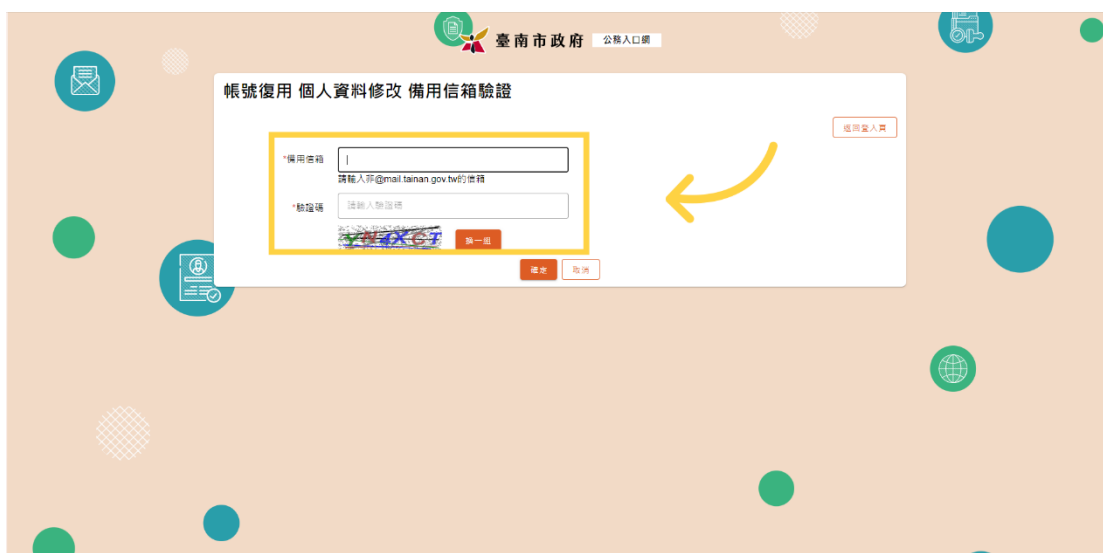 臺南市政府 公務人口網
帳號復用 個人資料修改 備用信箱驗證
返回登入頁
*備用信箱
請輸入非@mail.tainan.gov.tw的信箱
*驗證碼 請輸入驗證碼
YN4XCT 換一組
確定 取消